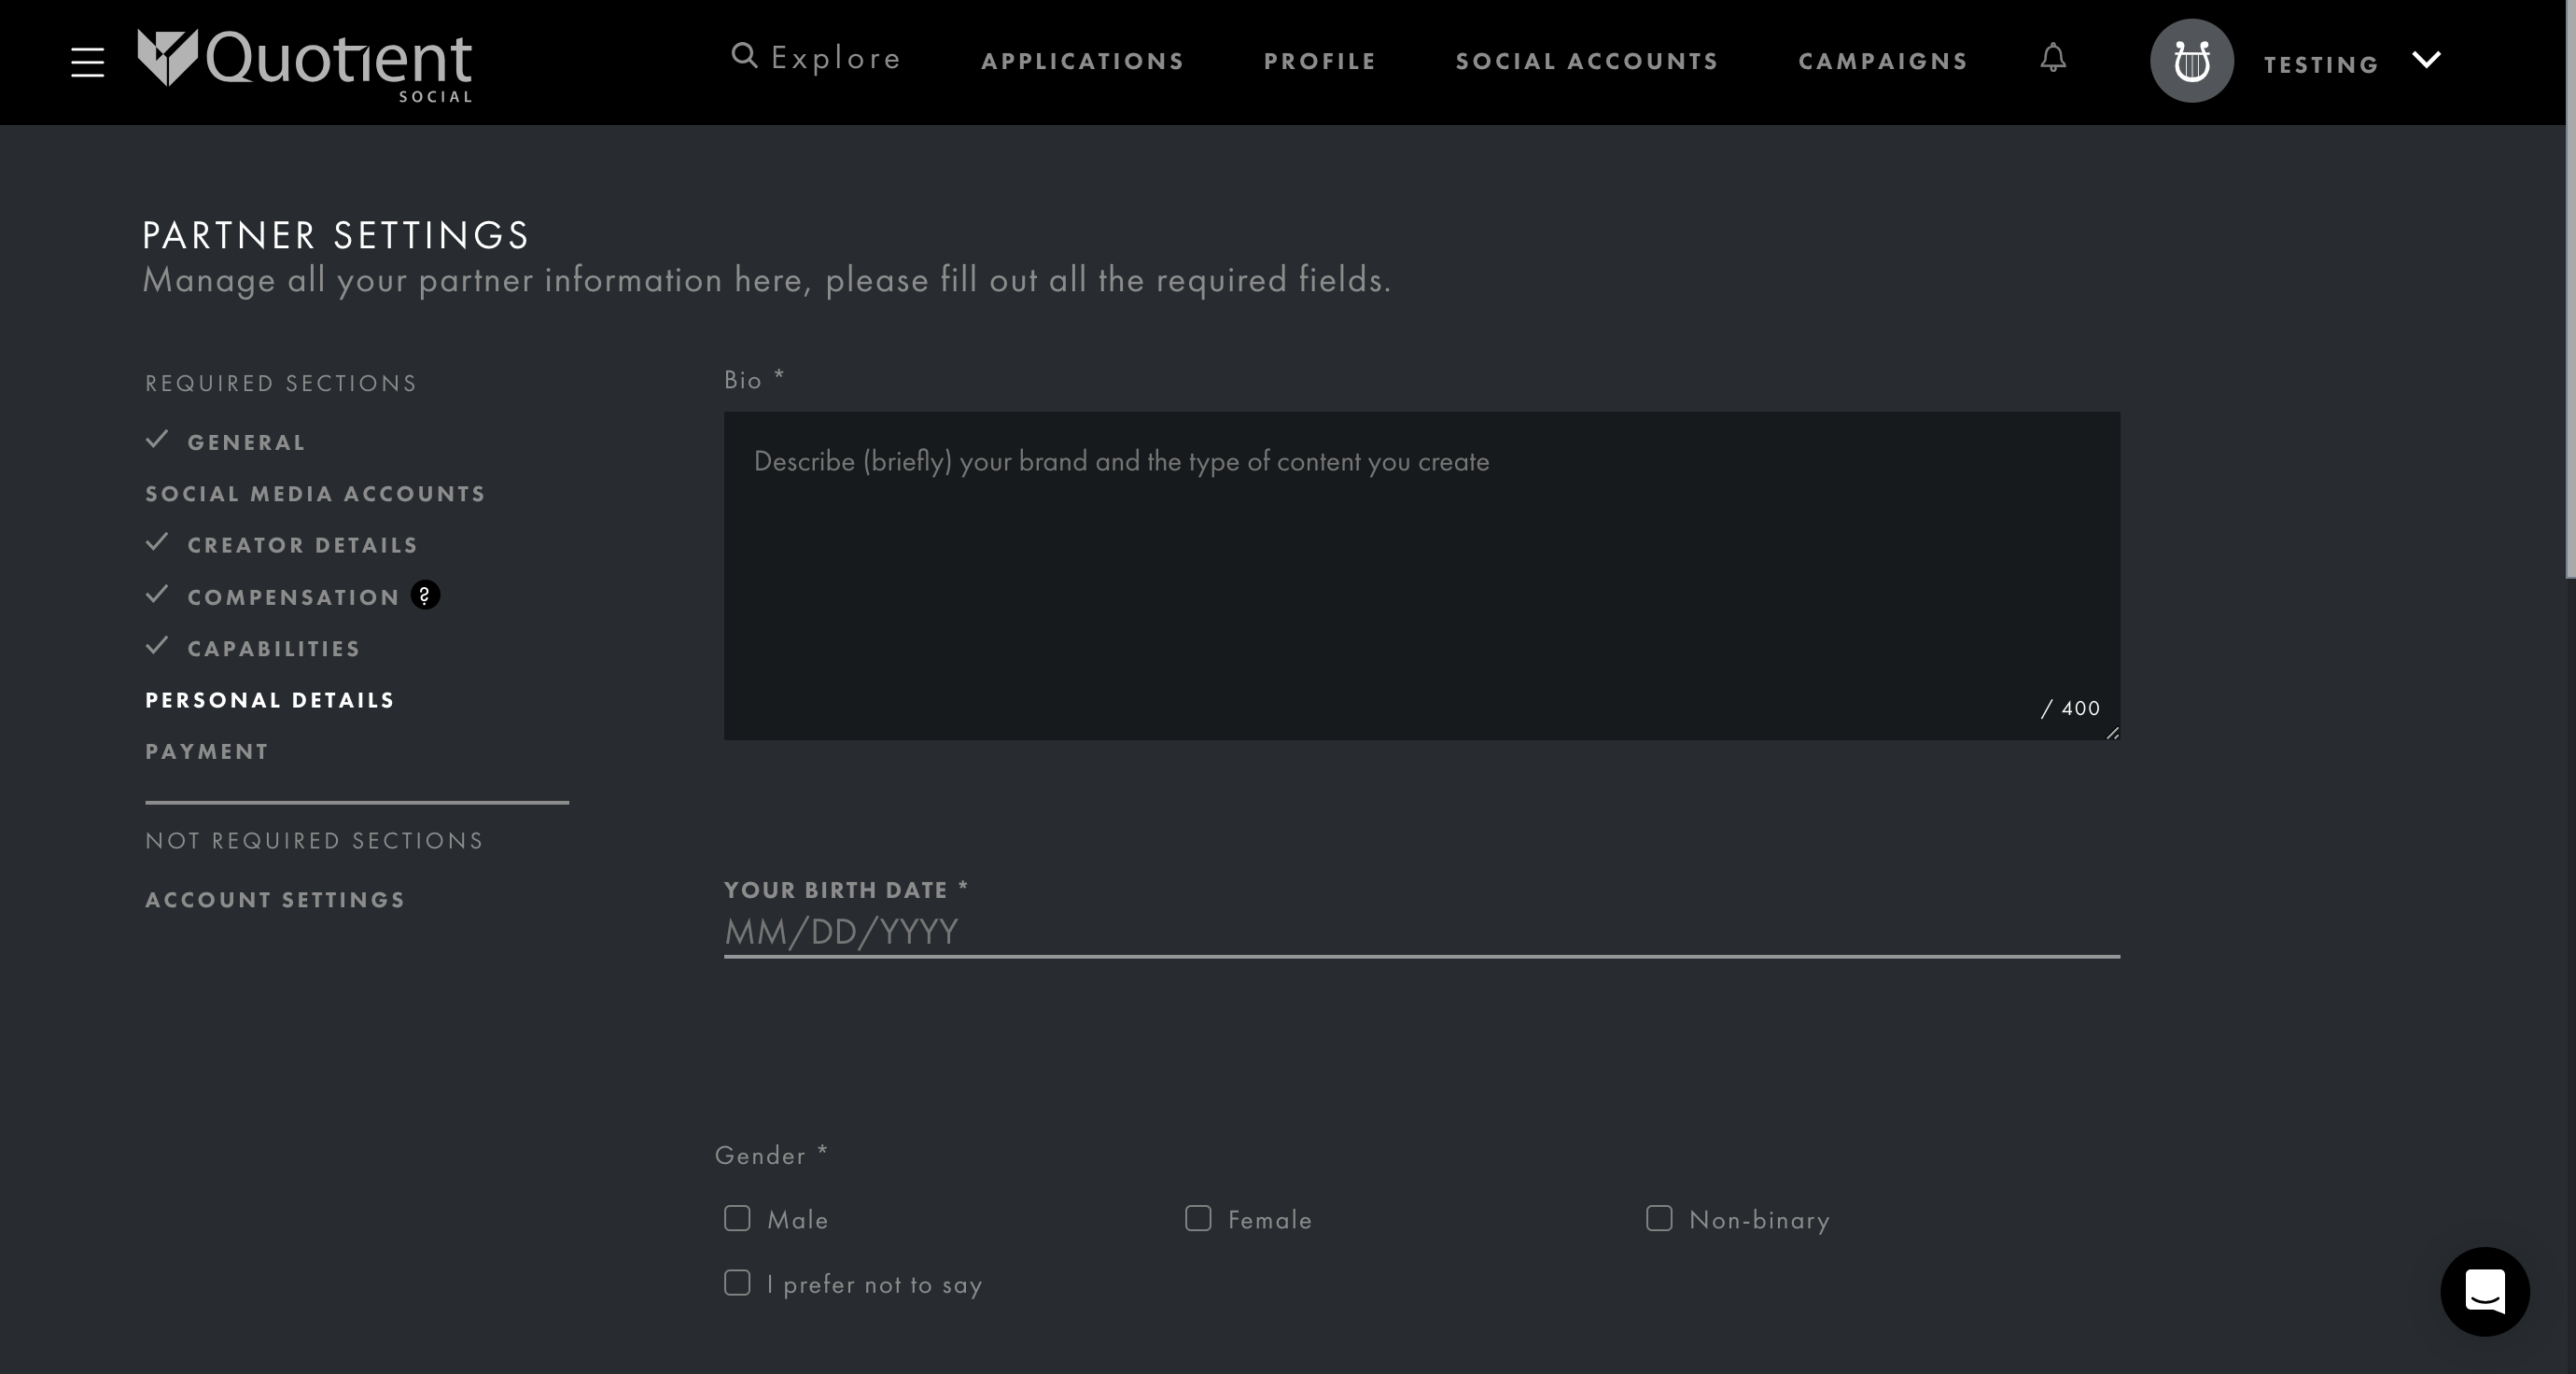 Quotient
SOCIAL
Explore
APPLICATIONS
PROFILE
SOCIAL ACCOUNTS
CAMPAIGNS
TESTING
PARTNER SETTINGS
Manage all your partner information here, please fill out all the required fields.
REQUIRED SECTIONS
GENERAL
SOCIAL MEDIA ACCOUNTS
CREATOR DETAILS
COMPENSATION ?
CAPABILITIES
PERSONAL DETAILS
PAYMENT
NOT REQUIRED SECTIONS
ACCOUNT SETTINGS
Bio *
Describe (briefly) your brand and the type of content you create
/ 400
YOUR BIRTH DATE *
MM/DD/YYYY
Gender *
Male
Female
Non-binary
I prefer not to say